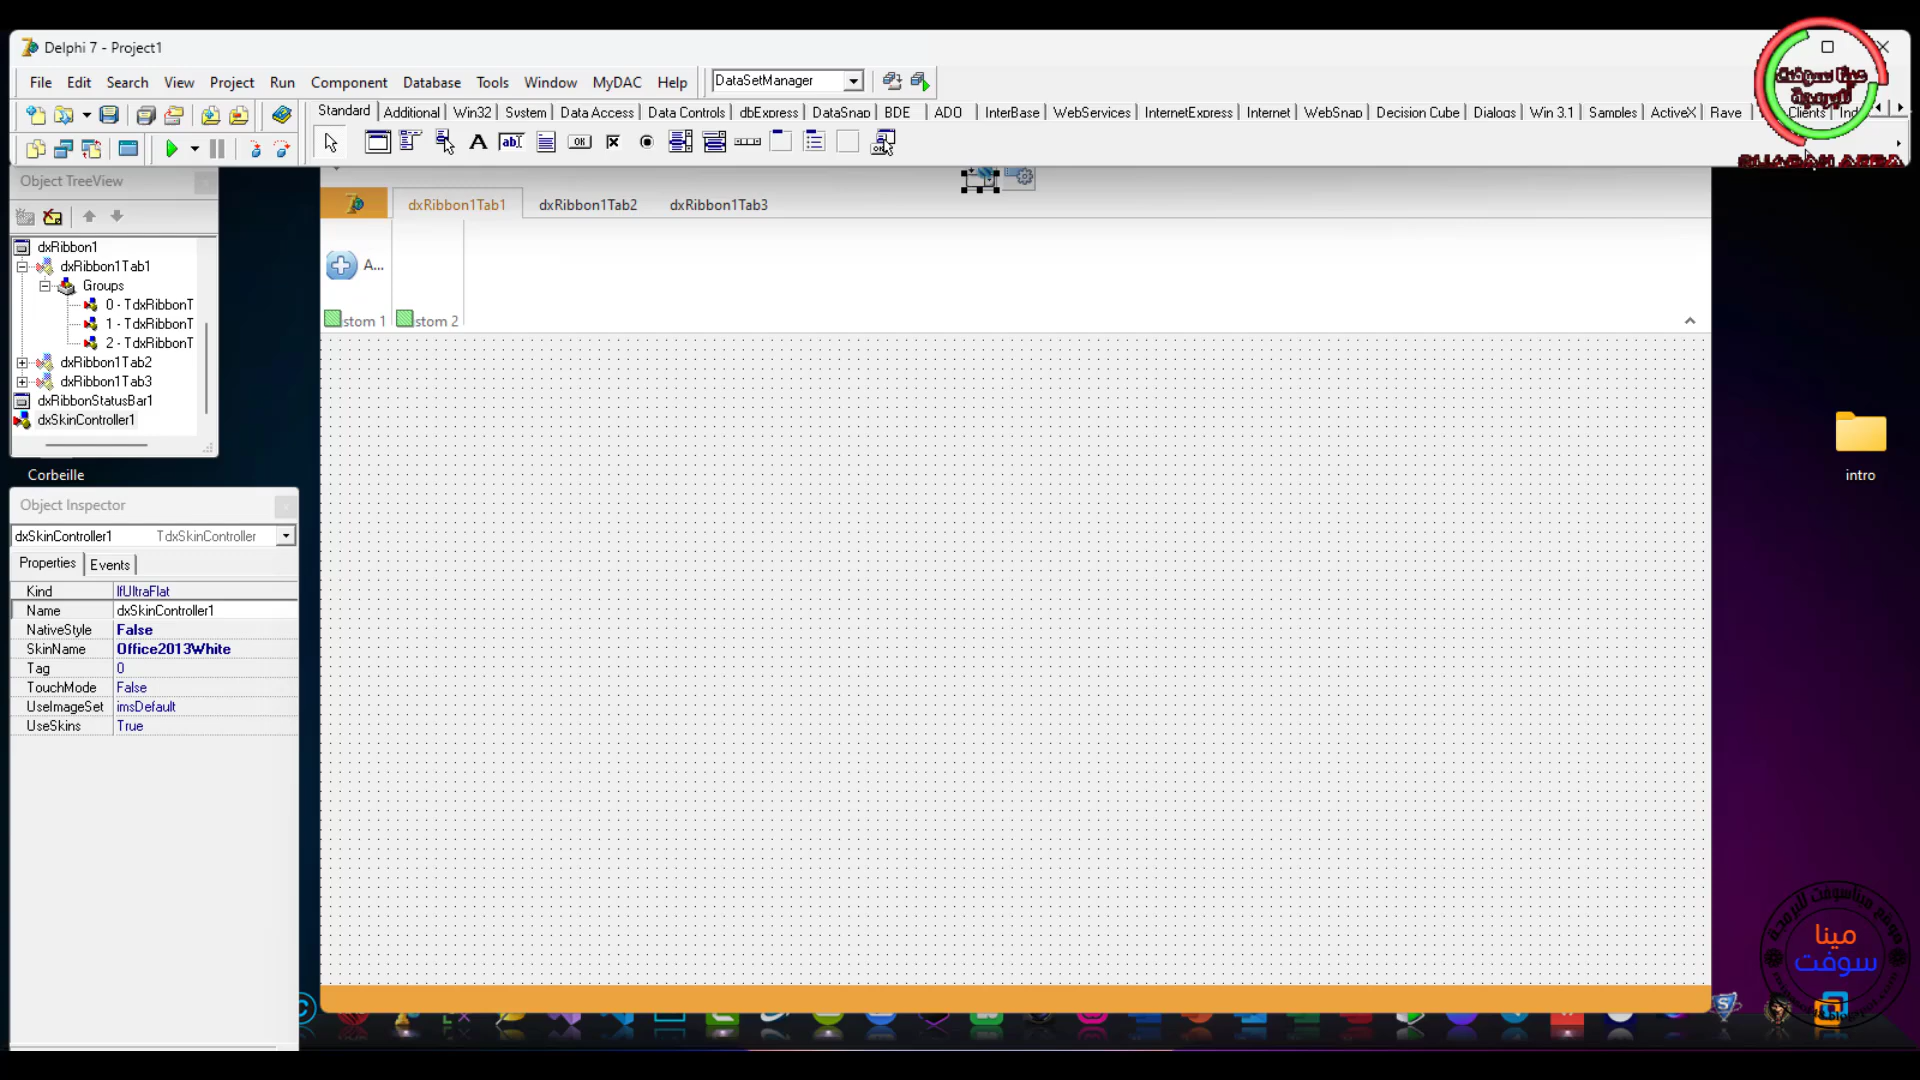 Delphi 7 - Project1
File Edit Search View Project Run Component Database Tools Window MyDAC Help DataSetManager
Standard Additional Win32 System Data Access Data Controls dbExpress DataSnap BDE ADO InterBase WebServices InternetExpress Internet WebSnap Decision Cube Dialogs Win 3.1 Samples ActiveX Rave Clients
Object TreeView
dxRibbon1
dxRibbon1Tab1
Groups
0 - TdxRibbonT
1 - TdxRibbonT
2 - TdxRibbonT
dxRibbon1Tab2
dxRibbon1Tab3
dxRibbonStatusBar1
dxSkinController1
dxRibbon1Tab1 dxRibbon1Tab2 dxRibbon1Tab3
A...
stom 1 stom 2
Corbeille
intro
Object Inspector
dxSkinController1 TdxSkinController
Properties Events
Kind lfUltraFlat
Name dxSkinController1
NativeStyle False
SkinName Office2013White
Tag 0
TouchMode False
UseImageSet imsDefault
UseSkins True
موقع ميناسوفت للبرمجة
مينا
سوفت